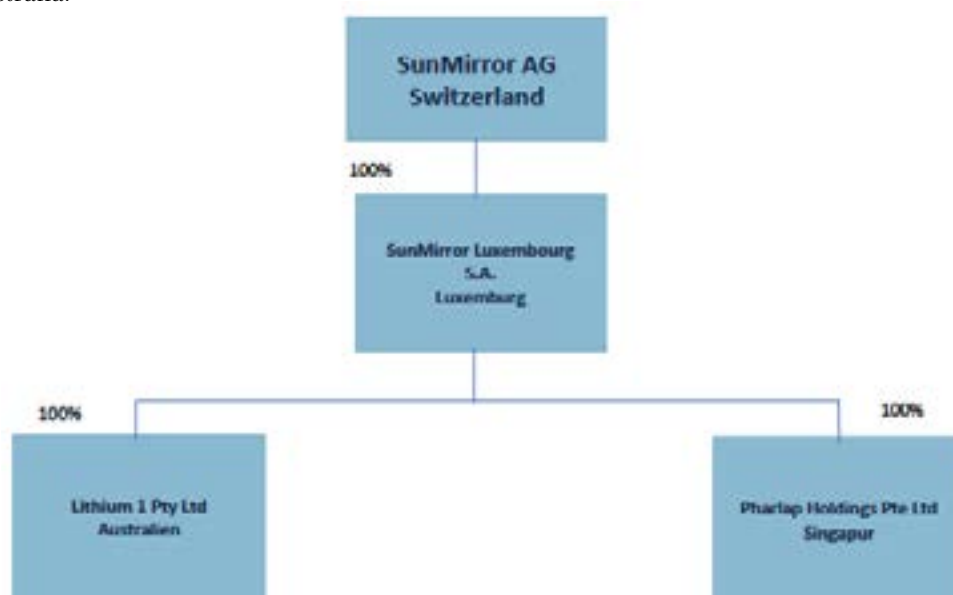 SunMirror AG
Switzerland
100%
SunMirror Luxembourg
S.A.
Luxemburg
100%
100%
Lithium 1 Pty Ltd
Australien
Pharlap Holdings Pte Ltd
Singapur